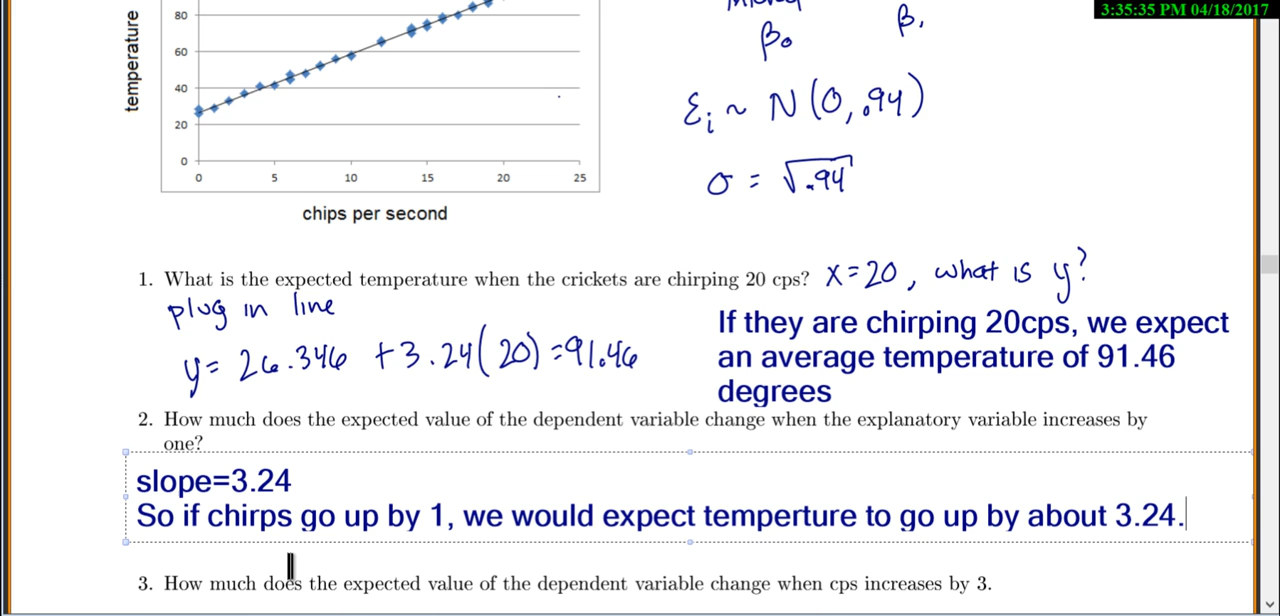 3:35:35 PM 04/18/2017
β₀ β₁
temperature
80
60
40
20
0
0 5 10 15 20 25
chips per second
εᵢ ~ N(0, .94)
σ = √.94
1. What is the expected temperature when the crickets are chirping 20 cps? x=20, what is y?
plug in line
y= 26.346 +3.24(20)=91.46
If they are chirping 20cps, we expect
an average temperature of 91.46
degrees
2. How much does the expected value of the dependent variable change when the explanatory variable increases by
one?
slope=3.24
So if chirps go up by 1, we would expect temperture to go up by about 3.24.
3. How much does the expected value of the dependent variable change when cps increases by 3.